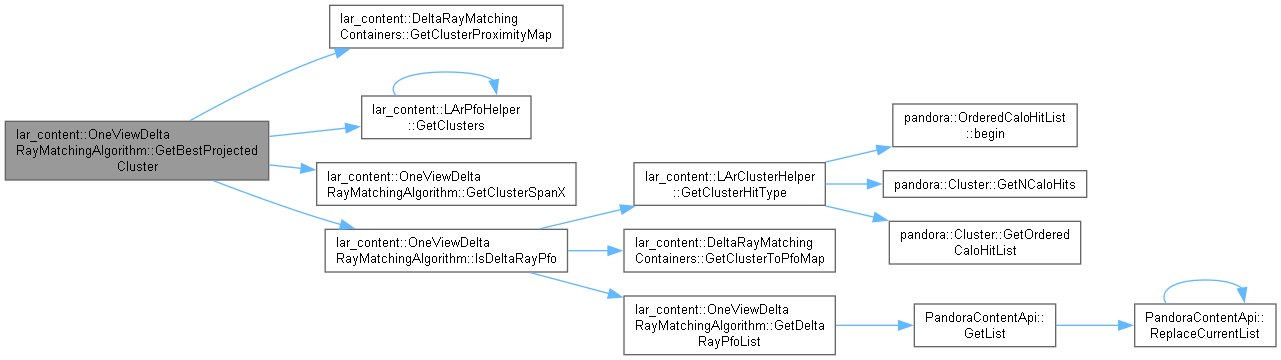 lar_content::OneViewDelta
RayMatchingAlgorithm::GetBestProjected
Cluster
lar_content::DeltaRayMatching
Containers::GetClusterProximityMap
lar_content::LArPfoHelper
::GetClusters
lar_content::OneViewDelta
RayMatchingAlgorithm::GetClusterSpanX
lar_content::OneViewDelta
RayMatchingAlgorithm::IsDeltaRayPfo
lar_content::LArClusterHelper
::GetClusterHitType
pandora::OrderedCaloHitList
::begin
pandora::Cluster::GetNCaloHits
pandora::Cluster::GetOrdered
CaloHitList
lar_content::DeltaRayMatching
Containers::GetClusterToPfoMap
lar_content::OneViewDelta
RayMatchingAlgorithm::GetDelta
RayPfoList
PandoraContentApi::
GetList
PandoraContentApi::
ReplaceCurrentList